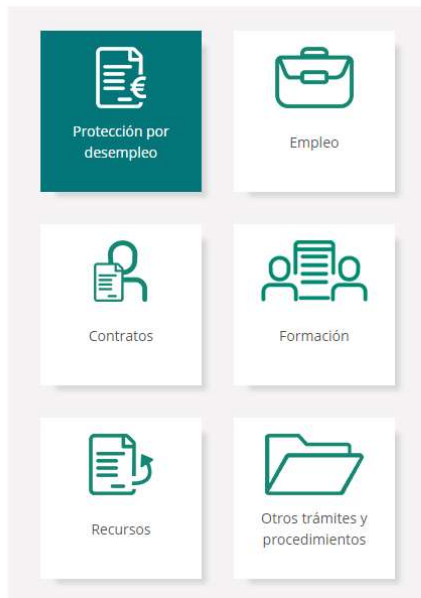 €
Protección por
desempleo
Empleo
Contratos
Formación
Recursos
Otros trámites y
procedimientos